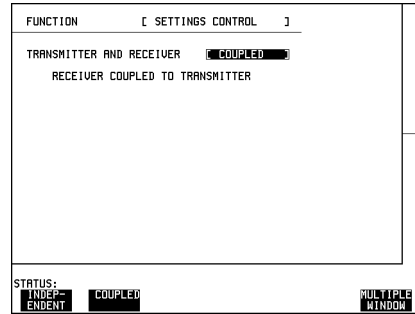 FUNCTION [ SETTINGS CONTROL ]
TRANSMITTER AND RECEIVER [ COUPLED ]
RECEIVER COUPLED TO TRANSMITTER
STATUS:
INDEP-
ENDENT
COUPLED
MULTIPLE
WINDOW